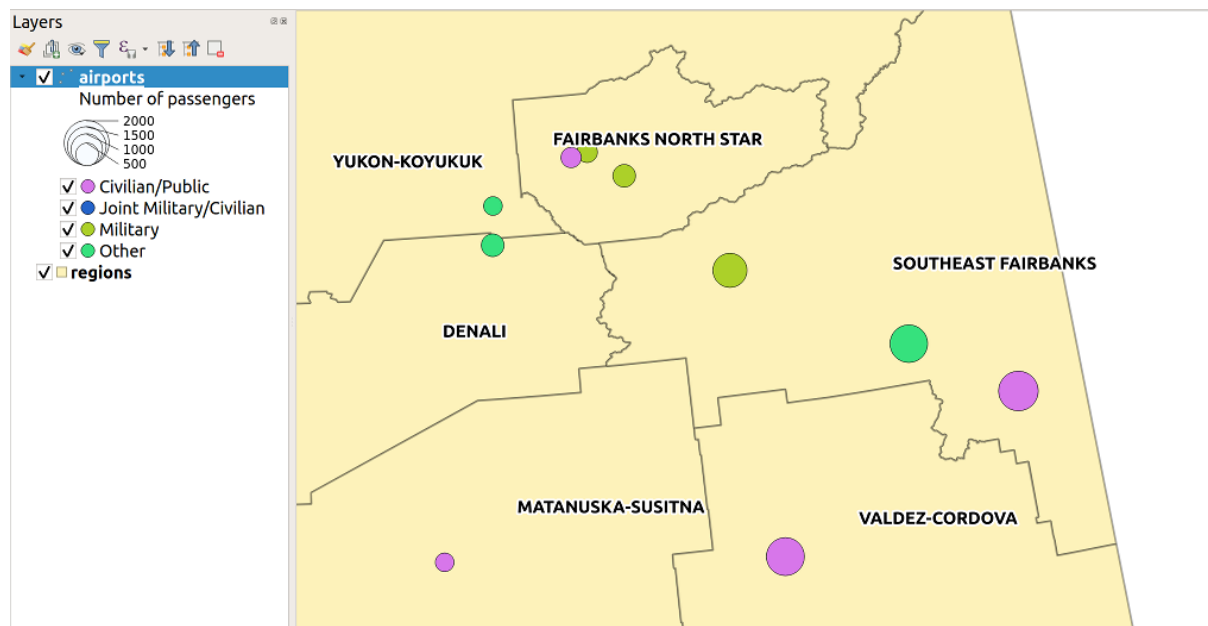 Layers
airports
Number of passengers
2000
1500
1000
500
Civilian/Public
Joint Military/Civilian
Military
Other
regions
FAIRBANKS NORTH STAR
YUKON-KOYUKUK
SOUTHEAST FAIRBANKS
DENALI
MATANUSKA-SUSITNA
VALDEZ-CORDOVA